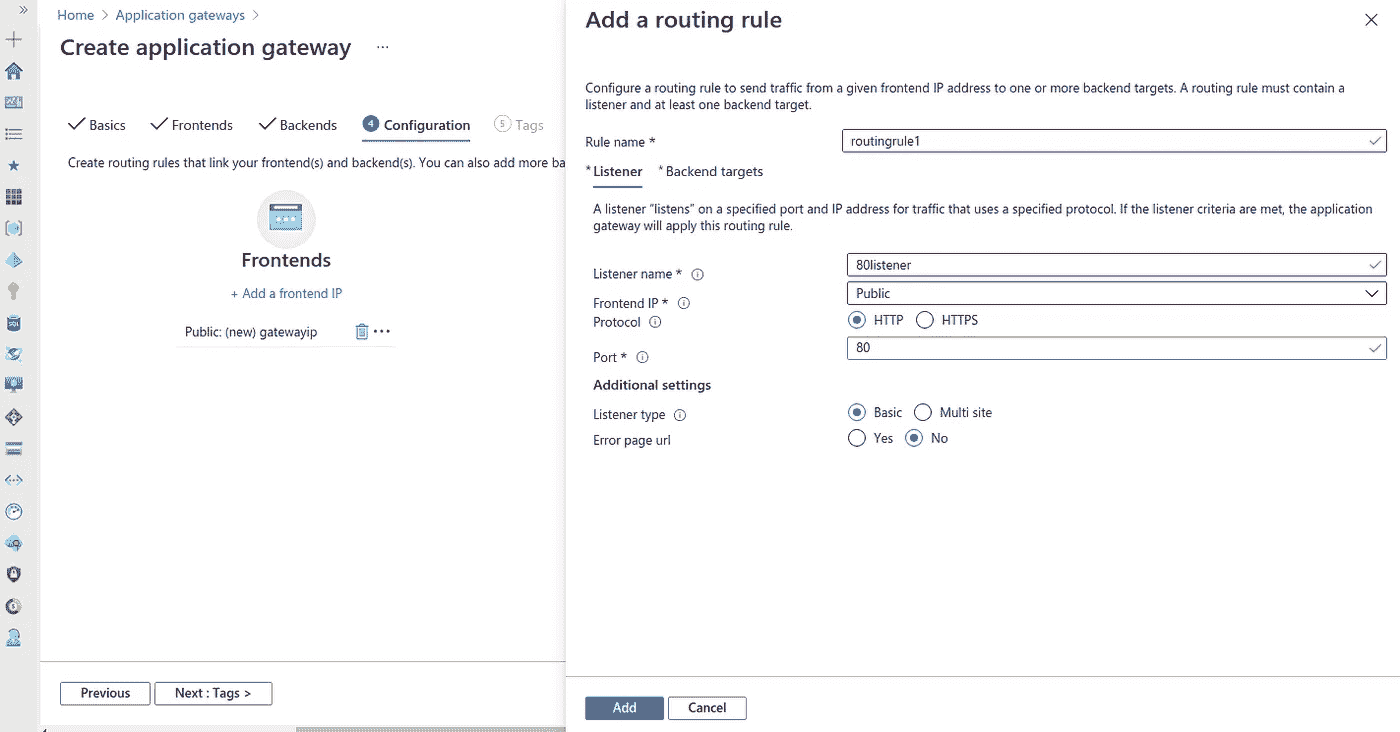 Home > Application gateways >
Create application gateway ...
Basics Frontends Backends 4 Configuration 5 Tags
Create routing rules that link your frontend(s) and backend(s). You can also add more ba
Frontends
+ Add a frontend IP
Public: (new) gatewayip
Previous Next : Tags >
Add a routing rule
Configure a routing rule to send traffic from a given frontend IP address to one or more backend targets. A routing rule must contain a
listener and at least one backend target.
Rule name * routingrule1
* Listener * Backend targets
A listener “listens” on a specified port and IP address for traffic that uses a specified protocol. If the listener criteria are met, the application
gateway will apply this routing rule.
Listener name * 80listener
Frontend IP * Public
Protocol HTTP HTTPS
Port * 80
Additional settings
Listener type Basic Multi site
Error page url Yes No
Add Cancel